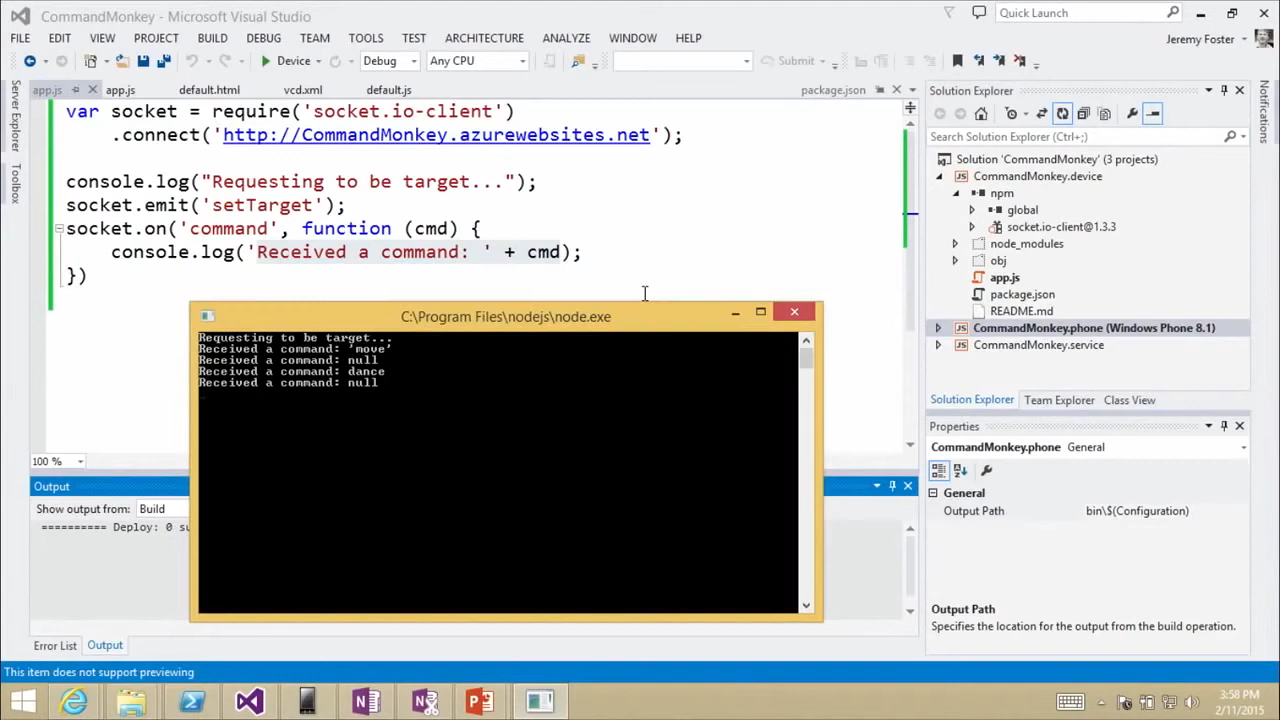 CommandMonkey - Microsoft Visual Studio
Quick Launch (Ctrl+Q)
FILE EDIT VIEW PROJECT BUILD DEBUG TEAM TOOLS TEST ARCHITECTURE ANALYZE WINDOW HELP
Jeremy Foster
Device Debug Any CPU Submit
app.js app.js default.html vcd.xml default.js package.json
Server Explorer
Toolbox
Notifications
var socket = require('socket.io-client')
.connect('http://CommandMonkey.azurewebsites.net');
console.log("Requesting to be target...");
socket.emit('setTarget');
socket.on('command', function (cmd) {
console.log('Received a command: ' + cmd);
})
100 %
Solution Explorer
Search Solution Explorer (Ctrl+;)
Solution 'CommandMonkey' (3 projects)
CommandMonkey.device
npm
global
socket.io-client@1.3.3
node_modules
obj
app.js
package.json
README.md
CommandMonkey.phone (Windows Phone 8.1)
CommandMonkey.service
Solution Explorer Team Explorer Class View
Properties
CommandMonkey.phone General
General
Output Path bin\$(Configuration)
Output Path
Specifies the location for the output from the build operation.
C:\Program Files\nodejs\node.exe
Requesting to be target...
Received a command: 'move'
Received a command: null
Received a command: dance
Received a command: null
Output
Show output from: Build
========== Deploy: 0 su
Error List Output
This item does not support previewing
3:58 PM
2/11/2015